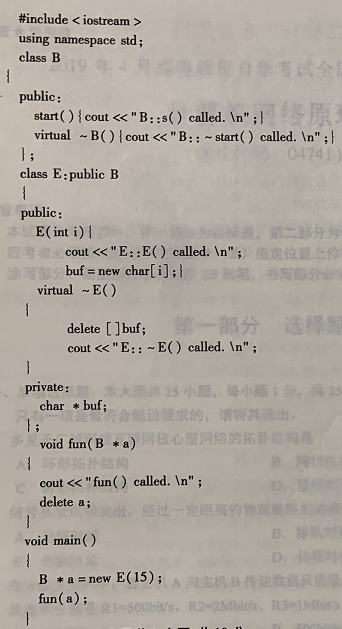 #include < iostream >
using namespace std;
class B
{
public:
start(){cout <<"B::s() called. \n";}
virtual ~B(){cout <<"B:: ~ start() called. \n";}
};
class E:public B
{
public:
E(int i){
cout <<"E::E() called. \n";
buf = new char[i];}
virtual ~E()
{
delete []buf;
cout <<"E:: ~ E() called. \n";
}
private:
char * buf;
};
void fun(B *a)
{
cout <<"fun() called. \n";
delete a;
}
void main()
{
B *a = new E(15);
fun(a);
}